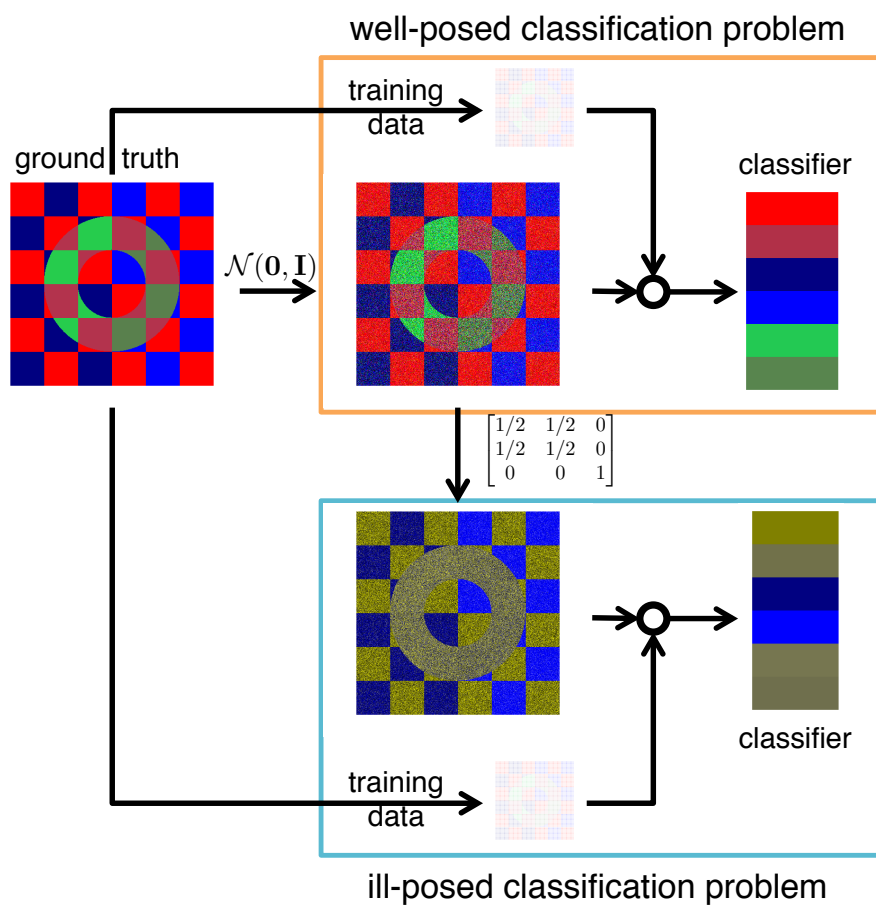 well-posed classification problem
training
data
ground truth
classifier
𝒩(0, I)
1/2 1/2 0
1/2 1/2 0
0 0 1
classifier
training
data
ill-posed classification problem